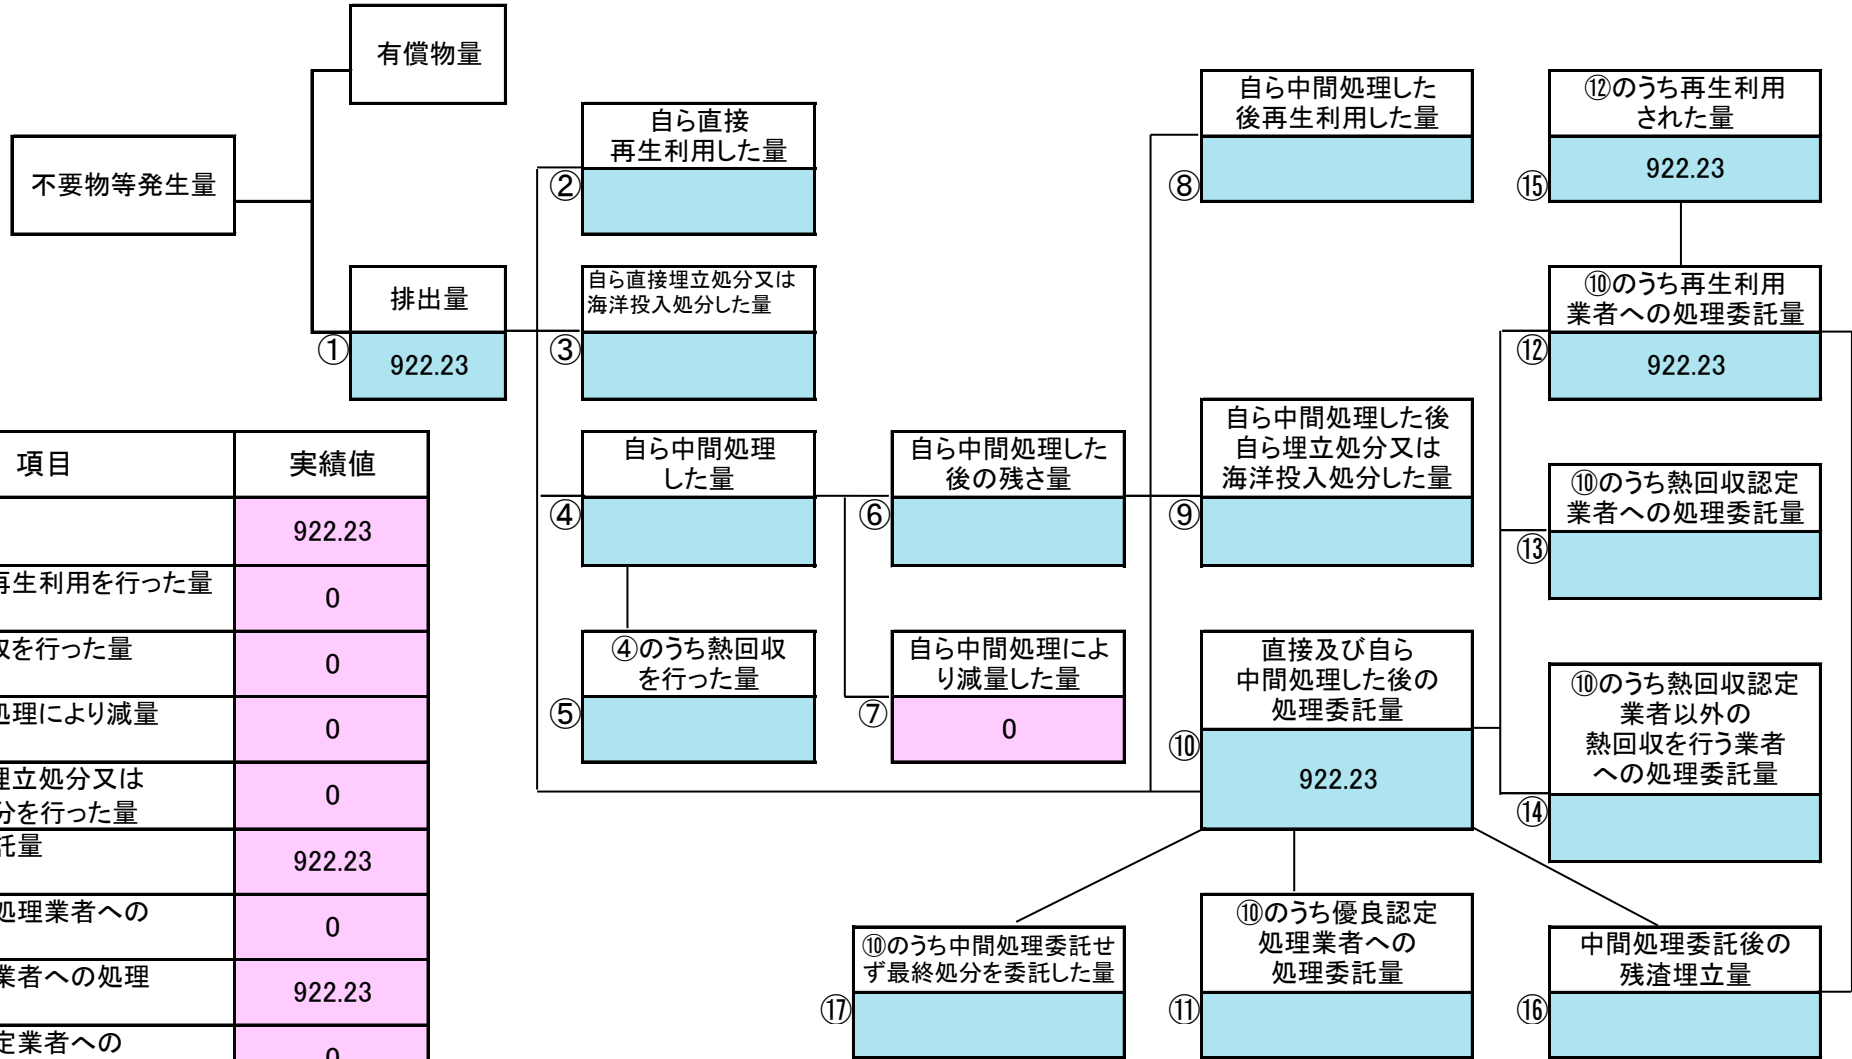 有償物量
不要物等発生量
排出量
①
922.23
自ら直接
再生利用した量
②
自ら直接埋立処分又は
海洋投入処分した量
③
自ら中間処理
した量
④
④のうち熱回収
を行った量
⑤
自ら中間処理した
後の残さ量
⑥
自ら中間処理によ
り減量した量
⑦
0
自ら中間処理した
後再生利用した量
⑧
自ら中間処理した後
自ら埋立処分又は
海洋投入処分した量
⑨
直接及び自ら
中間処理した後の
処理委託量
⑩
922.23
⑫のうち再生利用
された量
⑮
922.23
⑩のうち再生利用
業者への処理委託量
⑫
922.23
⑩のうち熱回収認定
業者への処理委託量
⑬
⑩のうち熱回収認定
業者以外の
熱回収を行う業者
への処理委託量
⑭
⑩のうち中間処理委託せ
ず最終処分を委託した量
⑰
⑩のうち優良認定
処理業者への
処理委託量
⑪
中間処理委託後の
残渣埋立量
⑯
項目 実績値
922.23
再生利用を行った量 0
収を行った量 0
処理により減量 0
埋立処分又は
分を行った量 0
託量 922.23
処理業者への 0
業者への処理 922.23
定業者への 0